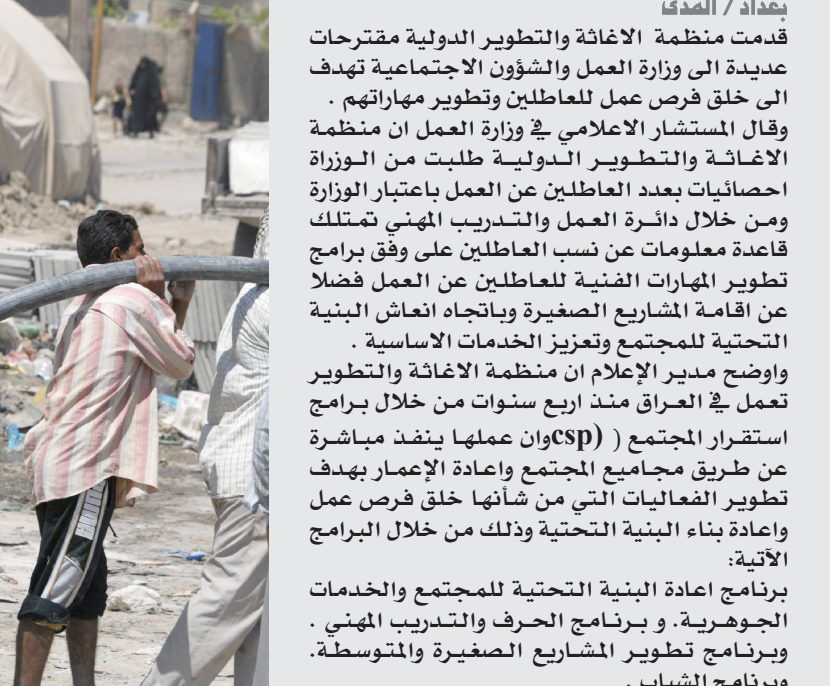 بغداد / المدى
قدمت منظمة الاغاثة والتطوير الدولية مقترحات
عديدة الى وزارة العمل والشؤون الاجتماعية تهدف
الى خلق فرص عمل للعاطلين وتطوير مهاراتهم .
وقال المستشار الاعلامي في وزارة العمل ان منظمة
الاغاثة والتطوير الدولية طلبت من الوزراة
احصائيات بعدد العاطلين عن العمل باعتبار الوزارة
ومن خلال دائرة العمل والتدريب المهني تمتلك
قاعدة معلومات عن نسب العاطلين على وفق برامج
تطوير المهارات الفنية للعاطلين عن العمل فضلا
عن اقامة المشاريع الصغيرة وباتجاه انعاش البنية
التحتية للمجتمع وتعزيز الخدمات الاساسية .
واوضح مدير الإعلام ان منظمة الاغاثة والتطوير
تعمل في العراق منذ اربع سنوات من خلال برامج
استقرار المجتمع ( (cspوان عملها ينفذ مباشرة
عن طريق مجاميع المجتمع واعادة الإعمار بهدف
تطوير الفعاليات التي من شأنها خلق فرص عمل
واعادة بناء البنية التحتية وذلك من خلال البرامج
الآتية:
برنامج اعادة البنية التحتية للمجتمع والخدمات
الجوهرية. و برنامج الحرف والتدريب المهني .
وبرنامج تطوير المشاريع الصغيرة والمتوسطة.
وبرنامج الشباب .